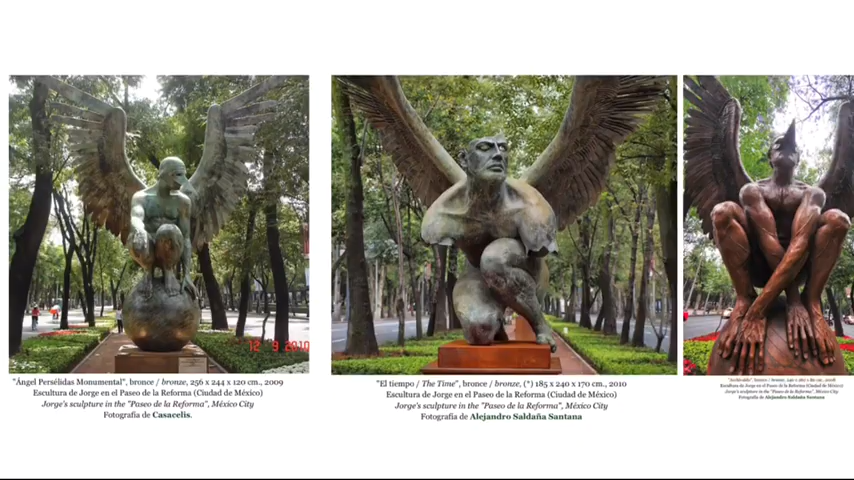 12 9 2010
"Ángel Persélidas Monumental", bronce / bronze, 256 x 244 x 120 cm., 2009
Escultura de Jorge en el Paseo de la Reforma (Ciudad de México)
Jorge's sculpture in the "Paseo de la Reforma", México City
Fotografía de Casacelis.
"El tiempo / The Time", bronce / bronze, (*) 185 x 240 x 170 cm., 2010
Escultura de Jorge en el Paseo de la Reforma (Ciudad de México)
Jorge's sculpture in the "Paseo de la Reforma", México City
Fotografía de Alejandro Saldaña Santana
bronce / bronze,
Escultura de Jorge en el Paseo de la Reforma (Ciudad de México)
Jorge's sculpture in the "Paseo de la Reforma", México City
Fotografía de Alejandro Saldaña Santana